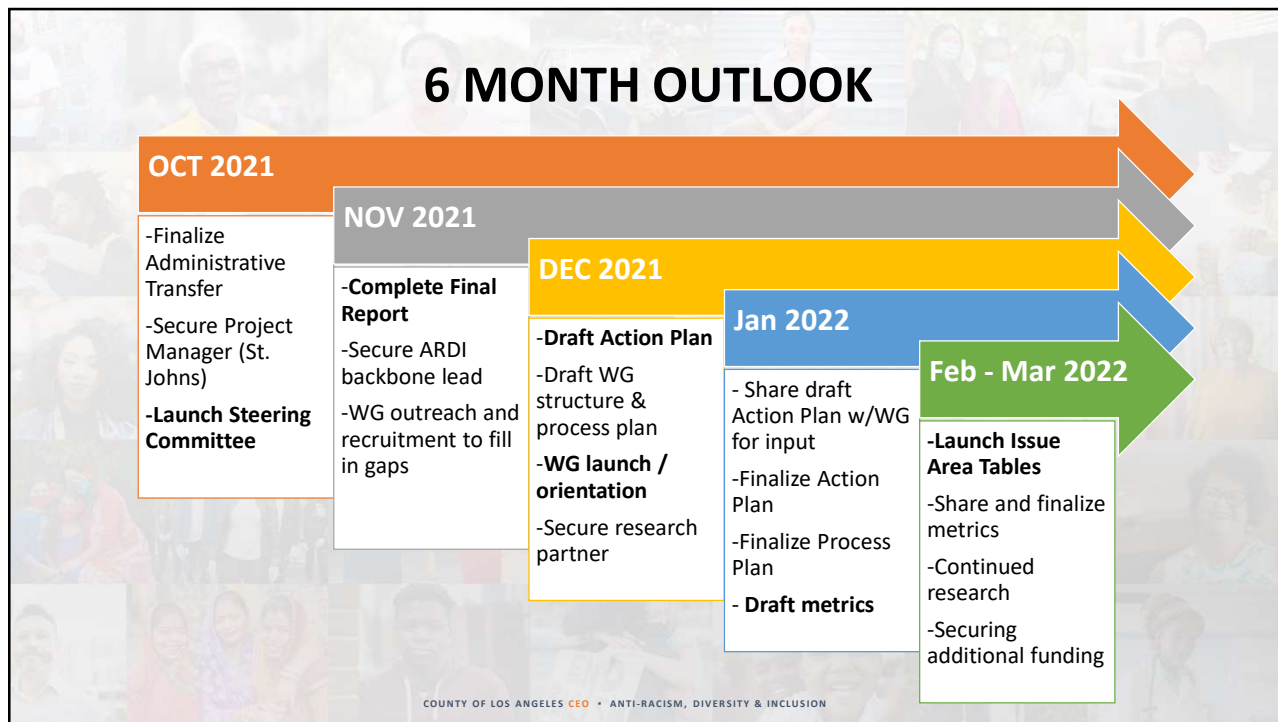 6 MONTH OUTLOOK
OCT 2021
-Finalize
Administrative
Transfer
-Secure Project
Manager (St.
Johns)
-Launch Steering
Committee
NOV 2021
-Complete Final
Report
-Secure ARDI
backbone lead
-WG outreach and
recruitment to fill
in gaps
DEC 2021
-Draft Action Plan
-Draft WG
structure &
process plan
-WG launch /
orientation
-Secure research
partner
Jan 2022
- Share draft
Action Plan w/WG
for input
-Finalize Action
Plan
-Finalize Process
Plan
- Draft metrics
Feb - Mar 2022
-Launch Issue
Area Tables
-Share and finalize
metrics
-Continued
research
-Securing
additional funding
COUNTY OF LOS ANGELES CEO • ANTI-RACISM, DIVERSITY & INCLUSION